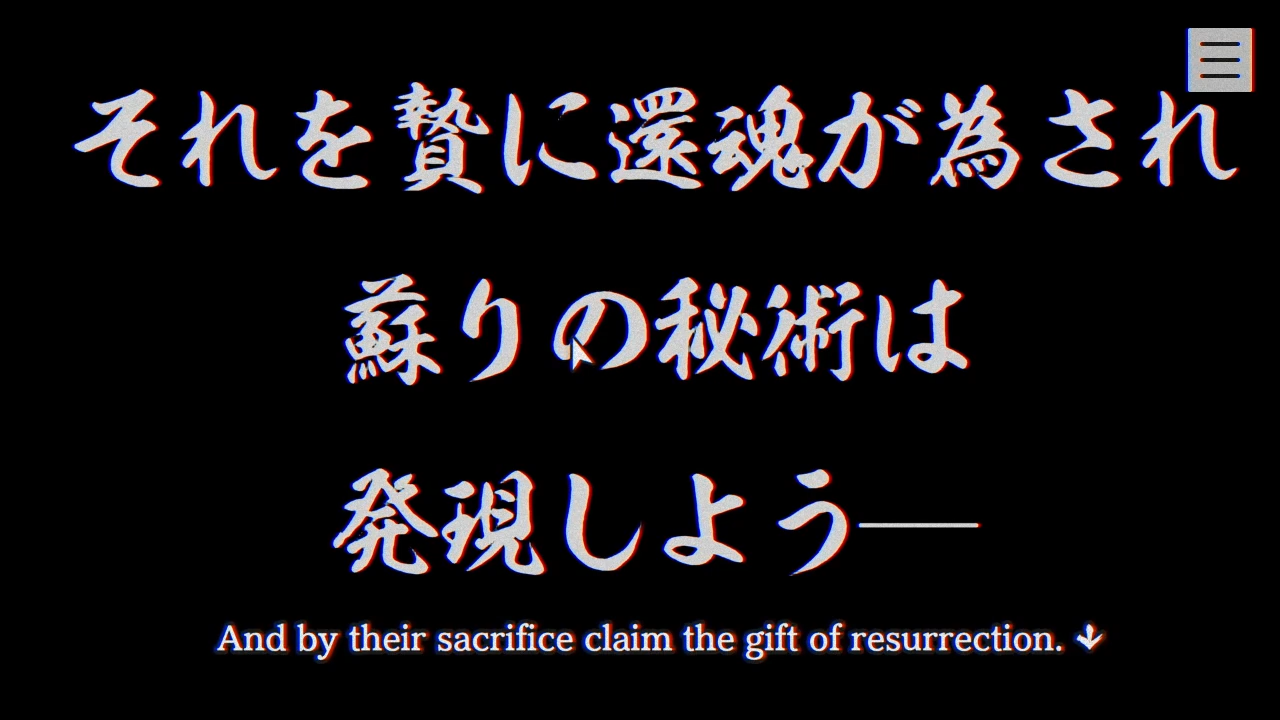 それを贄に還魂が為され
蘇りの秘術は
発現しよう——
And by their sacrifice claim the gift of resurrection.